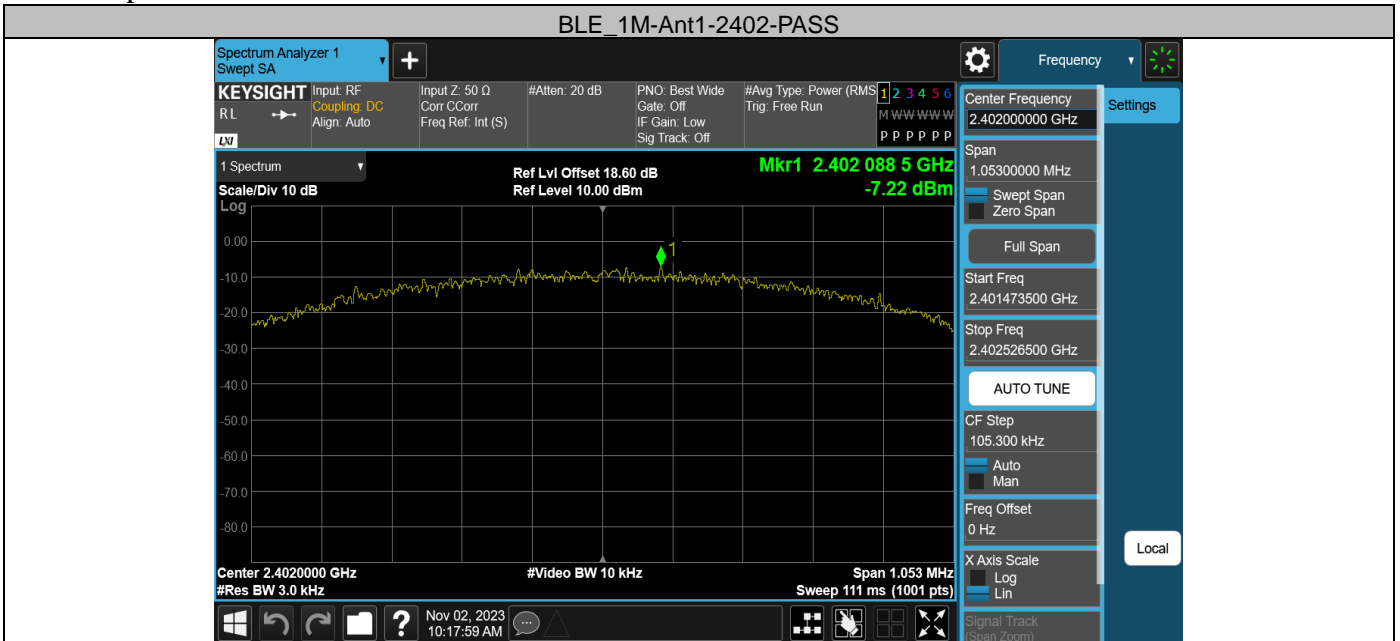 BLE_1M-Ant1-2402-PASS
Spectrum Analyzer 1
Swept SA
Frequency
KEYSIGHT
RL
LXI
Input: RF
Coupling: DC
Align: Auto
Input Z: 50 Ω
Corr CCorr
Freq Ref: Int (S)
#Atten: 20 dB
PNO: Best Wide
Gate: Off
IF Gain: Low
Sig Track: Off
#Avg Type: Power (RMS
Trig: Free Run
1 2 3 4 5 6
M W W W W W
P P P P P P
Center Frequency
2.402000000 GHz
Settings
1 Spectrum
Ref Lvl Offset 18.60 dB
Mkr1 2.402 088 5 GHz
Scale/Div 10 dB
Ref Level 10.00 dBm
-7.22 dBm
Log
0.00
-10.0
-20.0
-30.0
-40.0
-50.0
-60.0
-70.0
-80.0
1
Span
1.05300000 MHz
Swept Span
Zero Span
Full Span
Start Freq
2.401473500 GHz
Stop Freq
2.402526500 GHz
AUTO TUNE
CF Step
105.300 kHz
Auto
Man
Freq Offset
0 Hz
X Axis Scale
Log
Lin
Signal Track
(Span Zoom)
Local
Center 2.4020000 GHz
#Video BW 10 kHz
Span 1.053 MHz
#Res BW 3.0 kHz
Sweep 111 ms (1001 pts)
?
Nov 02, 2023
10:17:59 AM